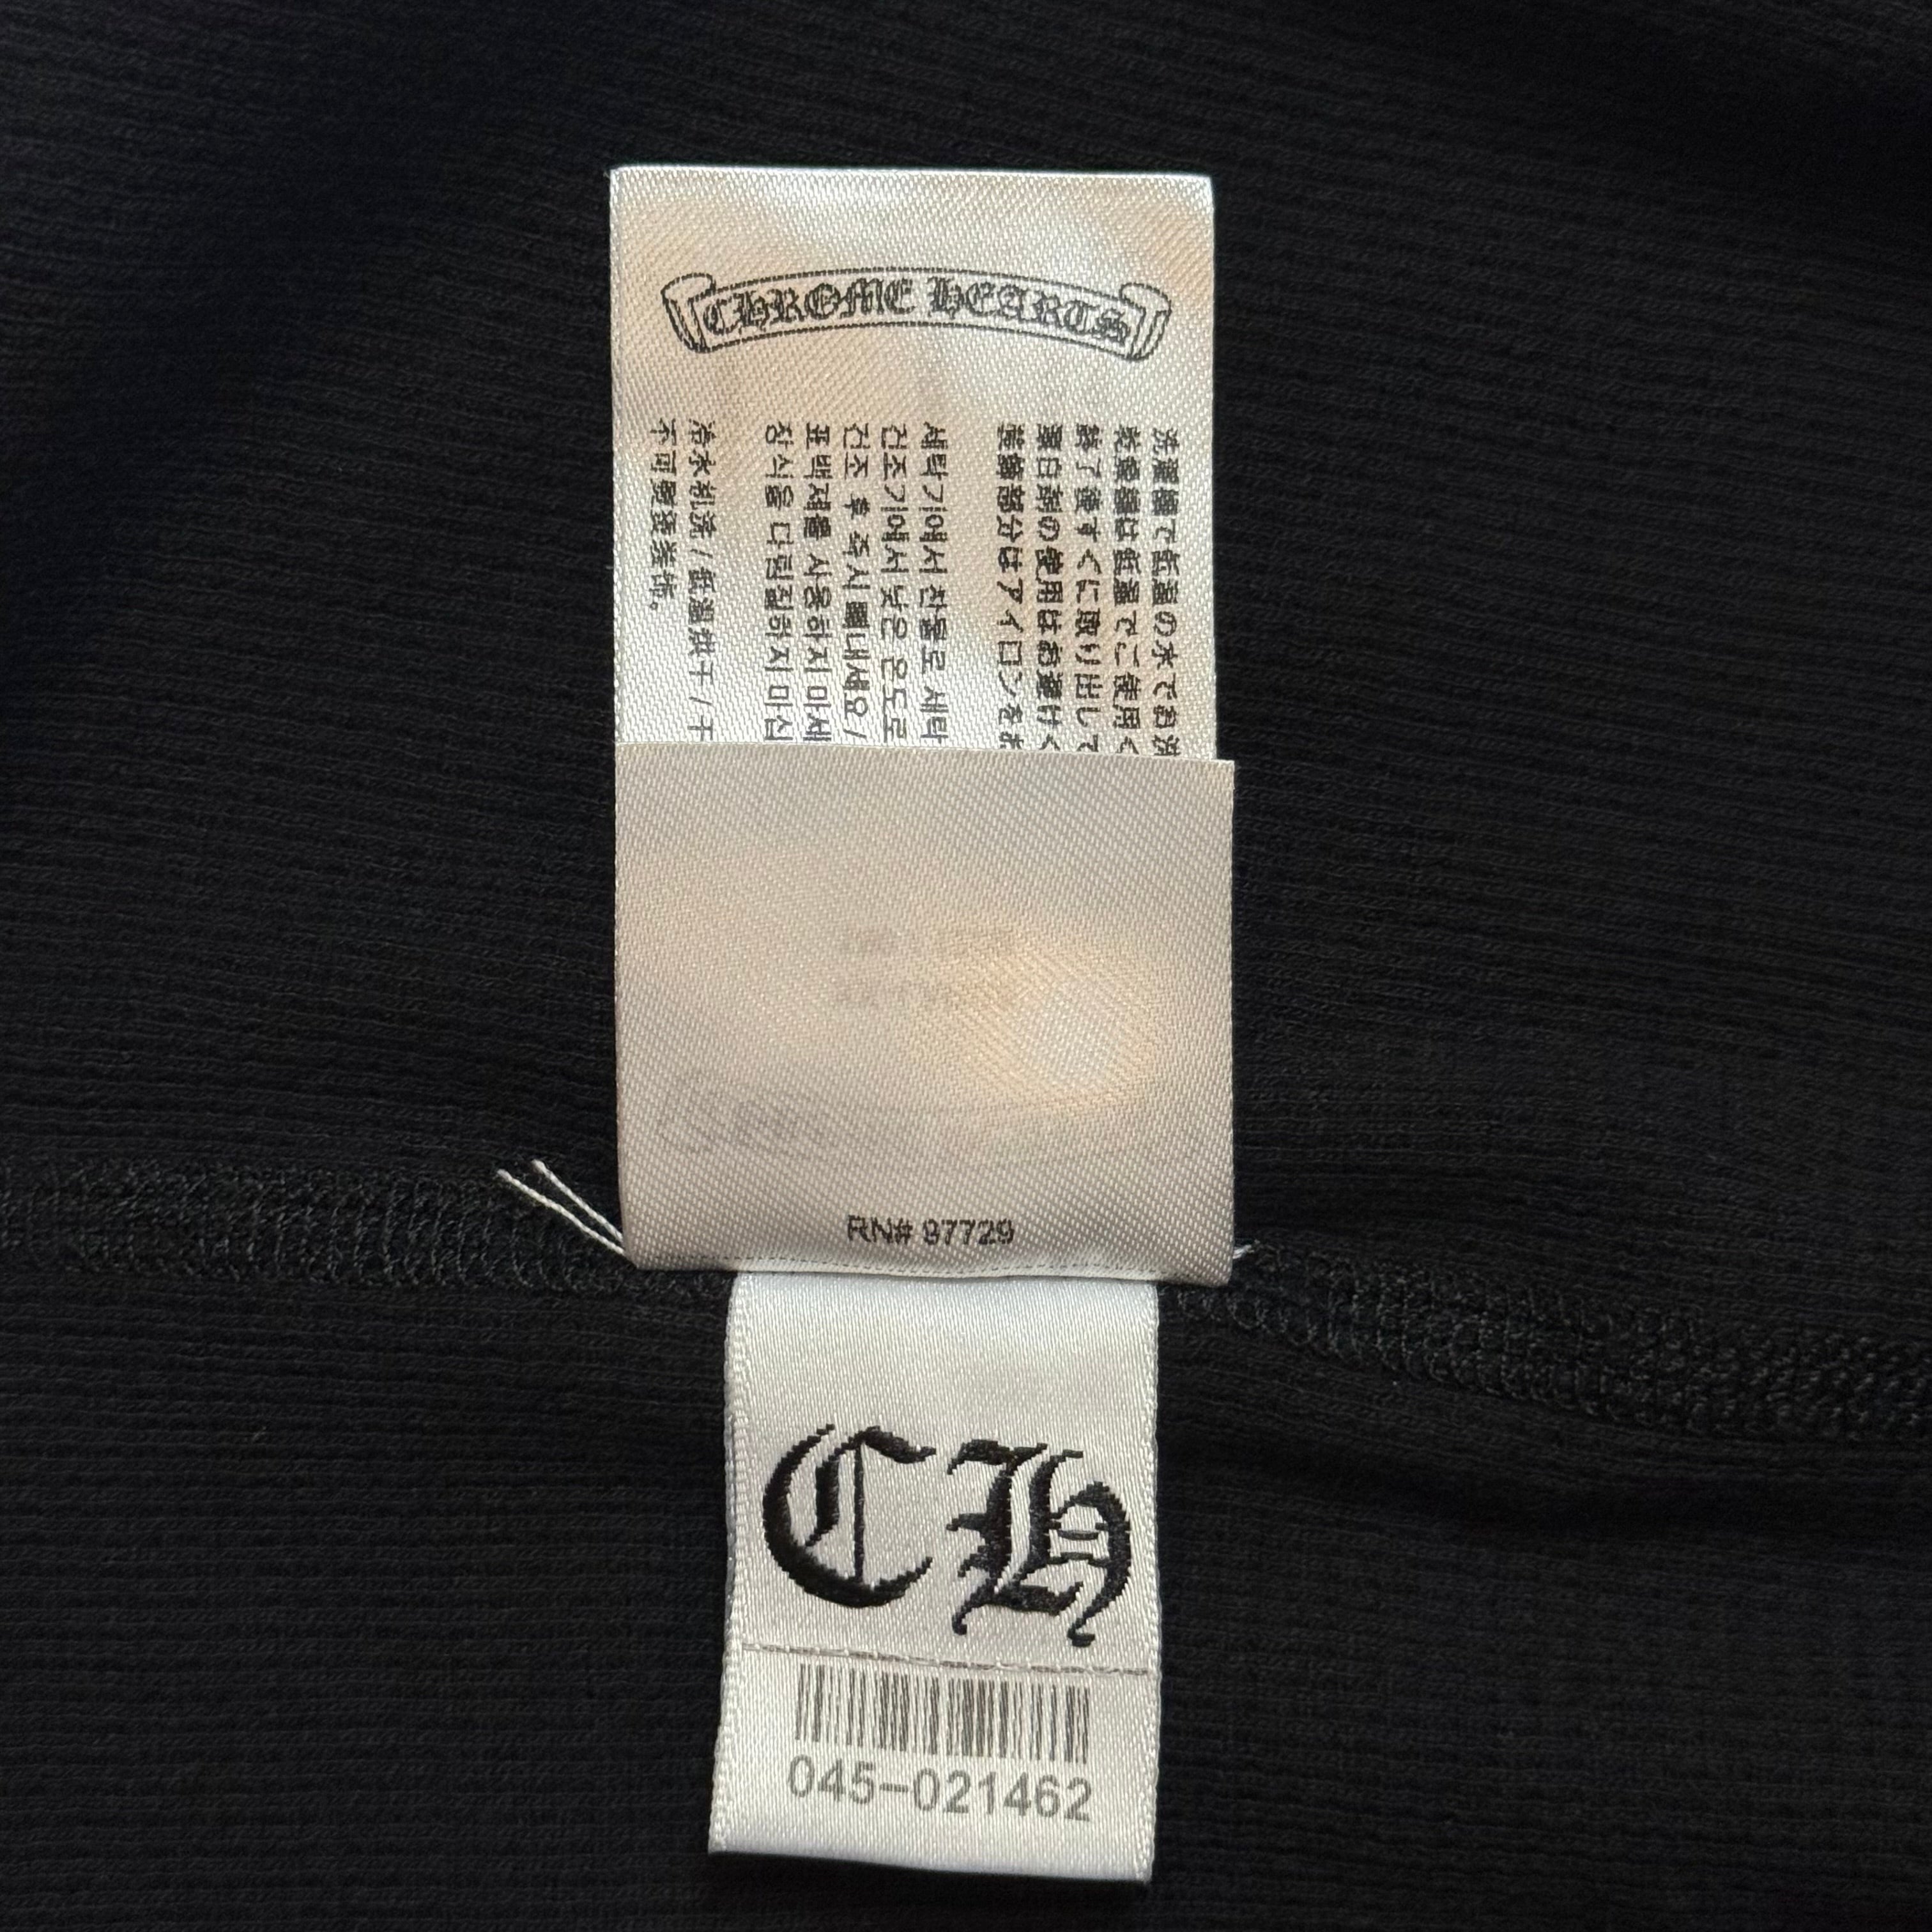 CHROME HEARTS
洗濯機で低温の水でお洗
乾燥機は低温でご使用く
終了後すぐに取り出して
漂白剤の使用はお避けく
装飾部分はアイロンをお
세탁기에서 찬물로 세탁
건조기에서 낮은 온도로
건조 후 즉시 빼내세요 /
표백제를 사용하지 마세
장식을 다림질하지 마십
冷水机洗 / 低温烘干 / 干
不可熨烫装饰。
RN# 97729
CH
045-021462